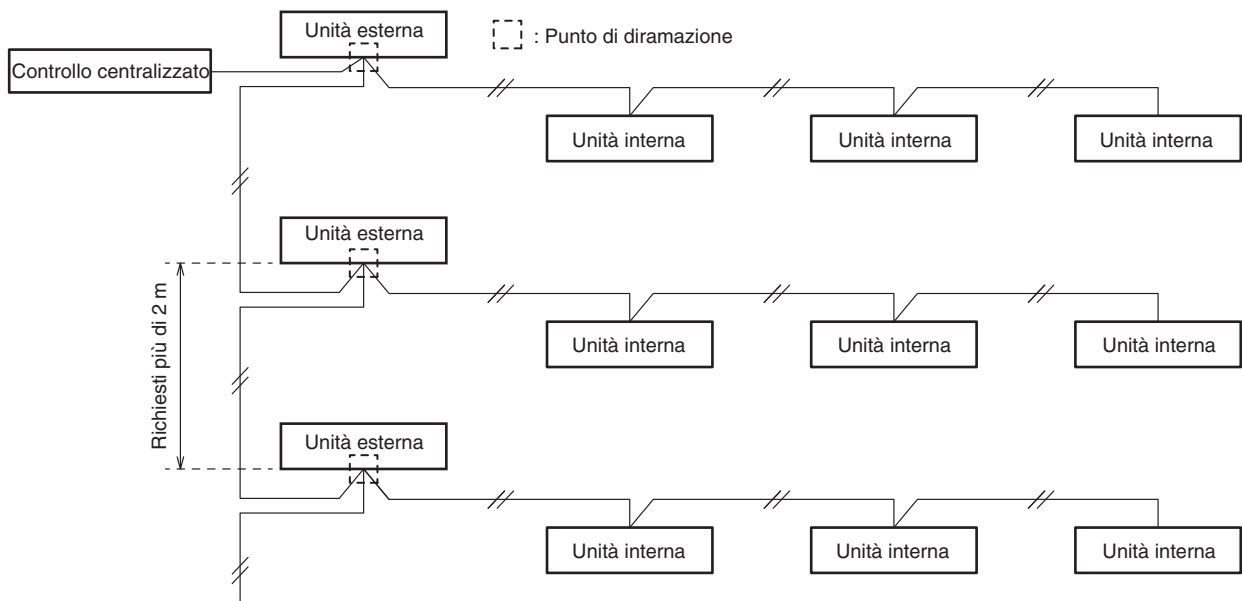 Unità esterna
: Punto di diramazione
Controllo centralizzato
Unità interna
Unità interna
Unità interna
Unità esterna
Richiesti più di 2 m
Unità interna
Unità interna
Unità interna
Unità esterna
Unità interna
Unità interna
Unità interna